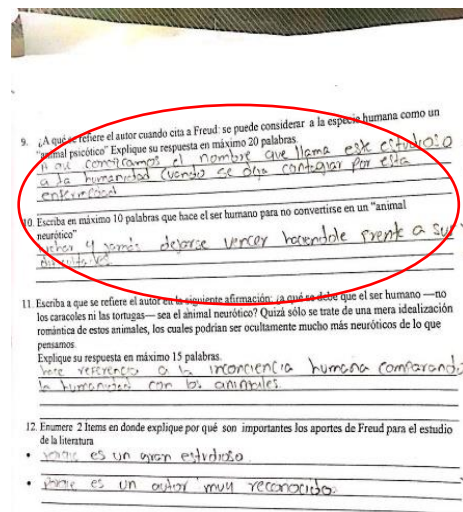 9. ¿A qué se refiere el autor cuando cita a Freud: se puede considerar a la especie humana como un
"animal psicótico" Explique su respuesta en máximo 20 palabras.
el nombre que llama este estudioso
a la humanidad cuando se deja contagiar por esta
enfermedad
10. Escriba en máximo 10 palabras que hace el ser humano para no convertirse en un "animal
neurótico"
luchar y jamás dejarse vencer haciendole frente a sus
dificultades
11. Escriba a que se refiere el autor en la siguiente afirmación: ¿a qué se debe que el ser humano —no
los caracoles ni las tortugas— sea el animal neurótico? Quizá sólo se trate de una mera idealización
romántica de estos animales, los cuales podrían ser ocultamente mucho más neuróticos de lo que
pensamos.
Explique su respuesta en máximo 15 palabras.
hace referencia a la inconciencia humana comparando
la humanidad con los animales.
12. Enumere 2 Items en donde explique por qué son importantes los aportes de Freud para el estudio
de la literatura
• porque es un gran estudioso.
• porque es un autor muy reconocido.